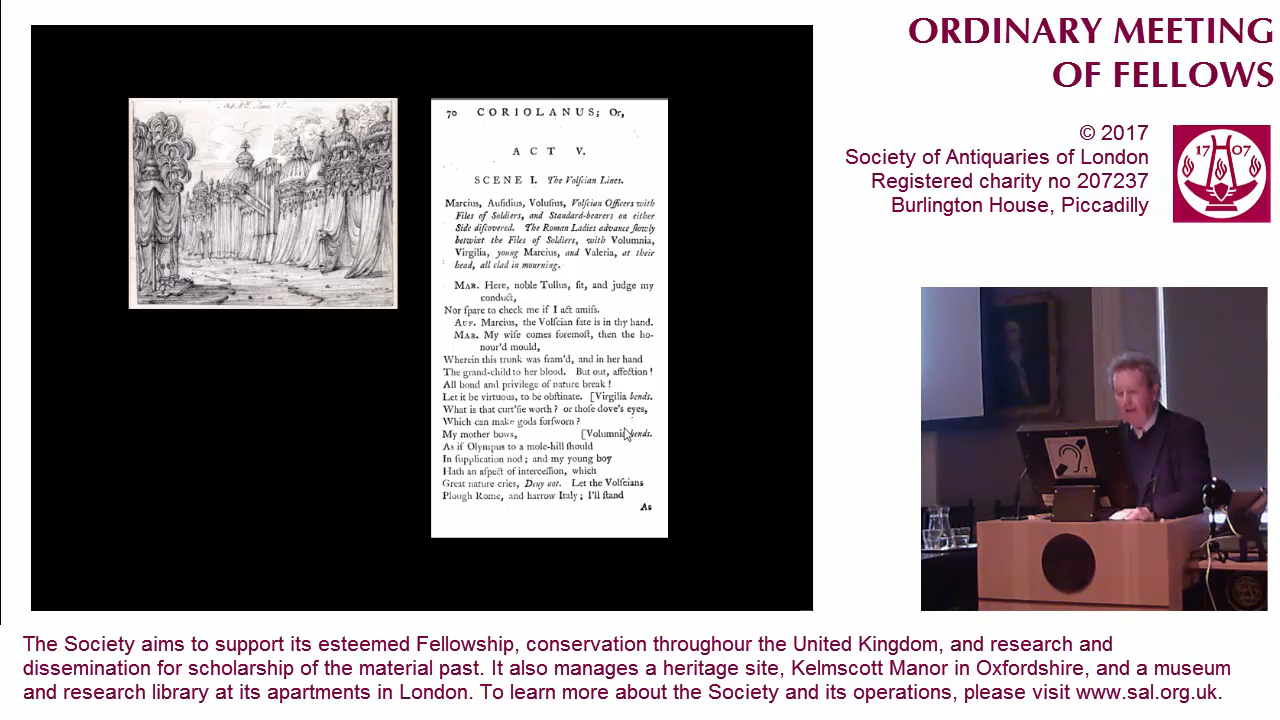 ORDINARY MEETING
OF FELLOWS
© 2017
Society of Antiquaries of London
Registered charity no 207237
Burlington House, Piccadilly
17 07
70 CORIOLANUS; Or,
ACT V.
SCENE I. The Volſcian Lines.
Marcius, Aufidius, Voluſius, Volſcian Officers with
Files of Soldiers, and Standard-bearers on either
Side diſcovered. The Roman Ladies advance ſlowly
betwixt the Files of Soldiers, with Volumnia,
Virgilia, young Marcius, and Valeria, at their
head, all clad in mourning.
MAR. Here, noble Tullus, ſit, and judge my
conduct,
Nor ſpare to check me if I act amiſs.
AUF. Marcius, the Volſcian fate is in thy hand.
MAR. My wife comes foremoſt, then the ho-
nour'd mould,
Wherein this trunk was fram'd, and in her hand
The grand-child to her blood. But out, affection!
All bond and privilege of nature break!
Let it be virtuous, to be obſtinate. [Virgilia bends.
What is that curt'ſie worth? or thoſe dove's eyes,
Which can make gods forſworn?
My mother bows, [Volumnia bends.
As if Olympus to a mole-hill ſhould
In ſupplication nod; and my young boy
Hath an aſpect of interceſſion, which
Great nature cries, Deny not. Let the Volſcians
Plough Rome, and harrow Italy; I'll ſtand
As
T
The Society aims to support its esteemed Fellowship, conservation throughour the United Kingdom, and research and
dissemination for scholarship of the material past. It also manages a heritage site, Kelmscott Manor in Oxfordshire, and a museum
and research library at its apartments in London. To learn more about the Society and its operations, please visit www.sal.org.uk.